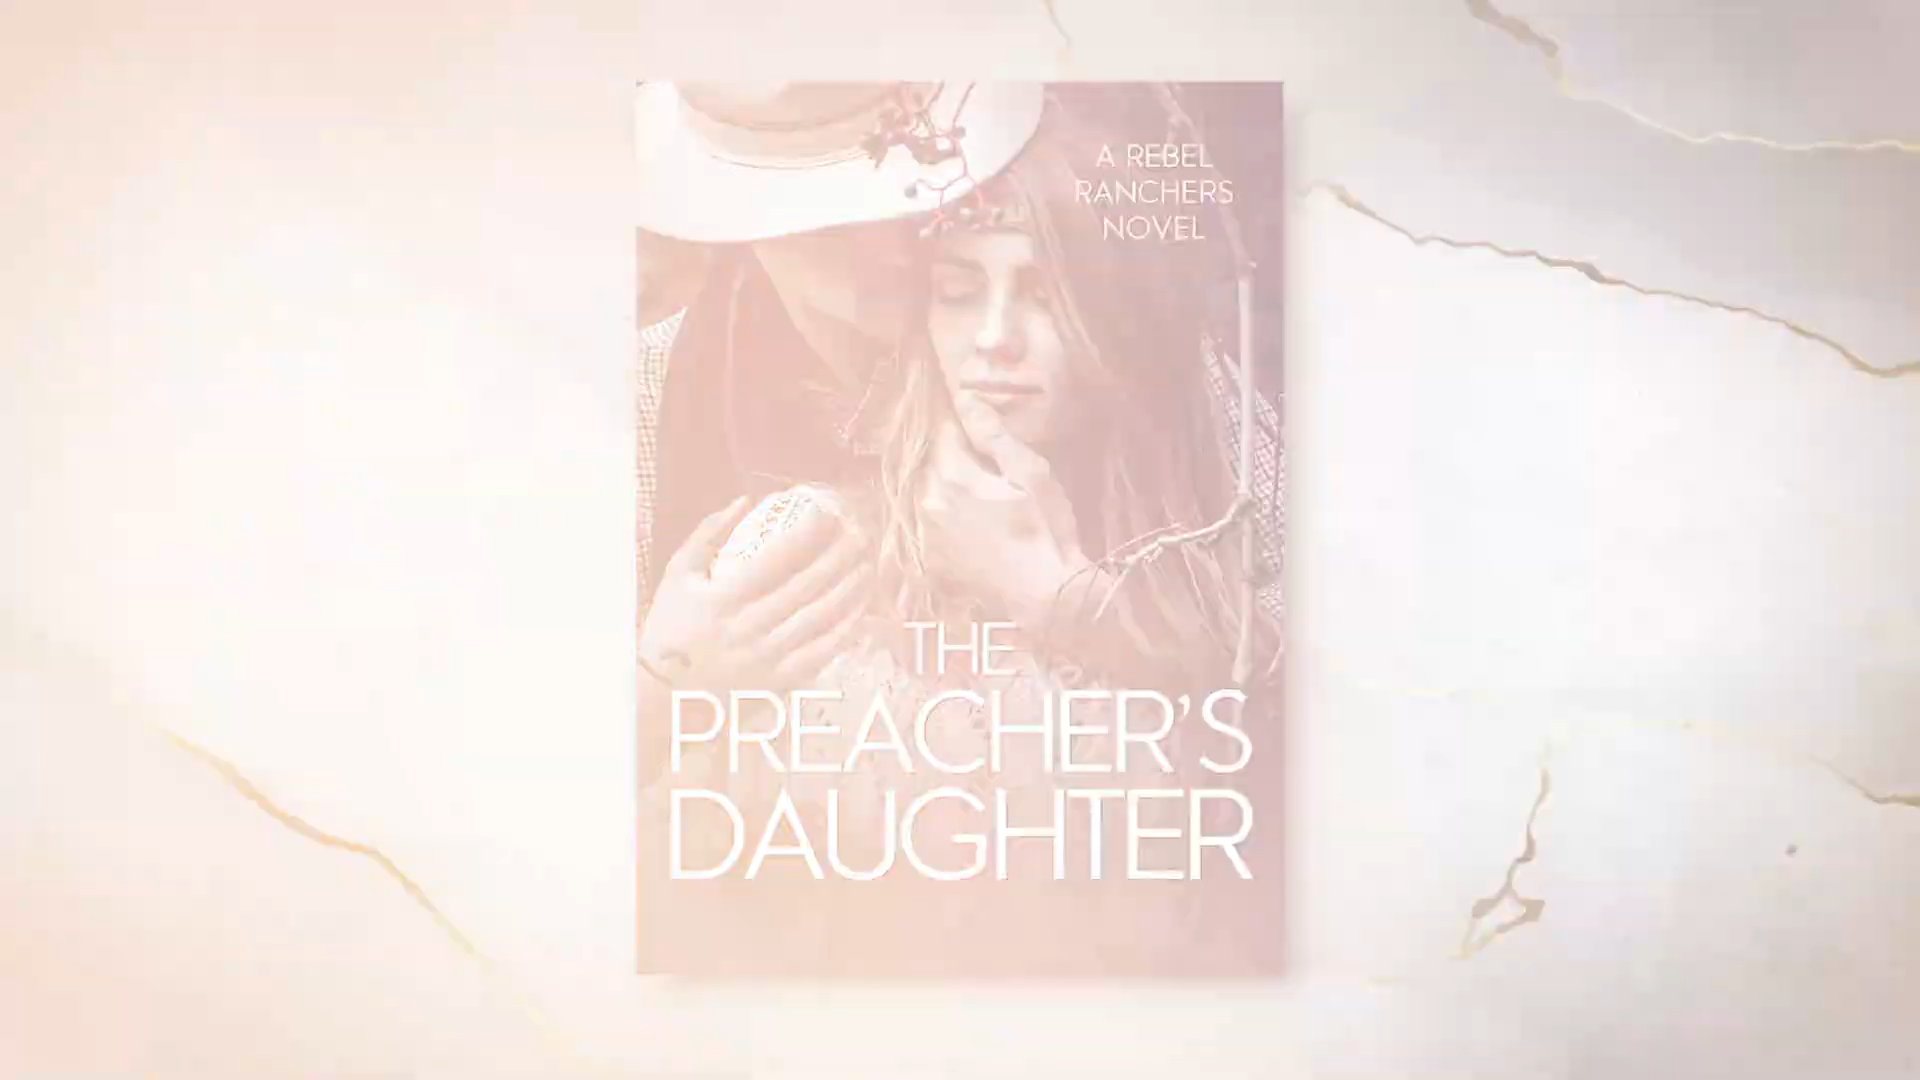 A REBEL
RANCHERS
NOVEL
THE
PREACHER'S
DAUGHTER